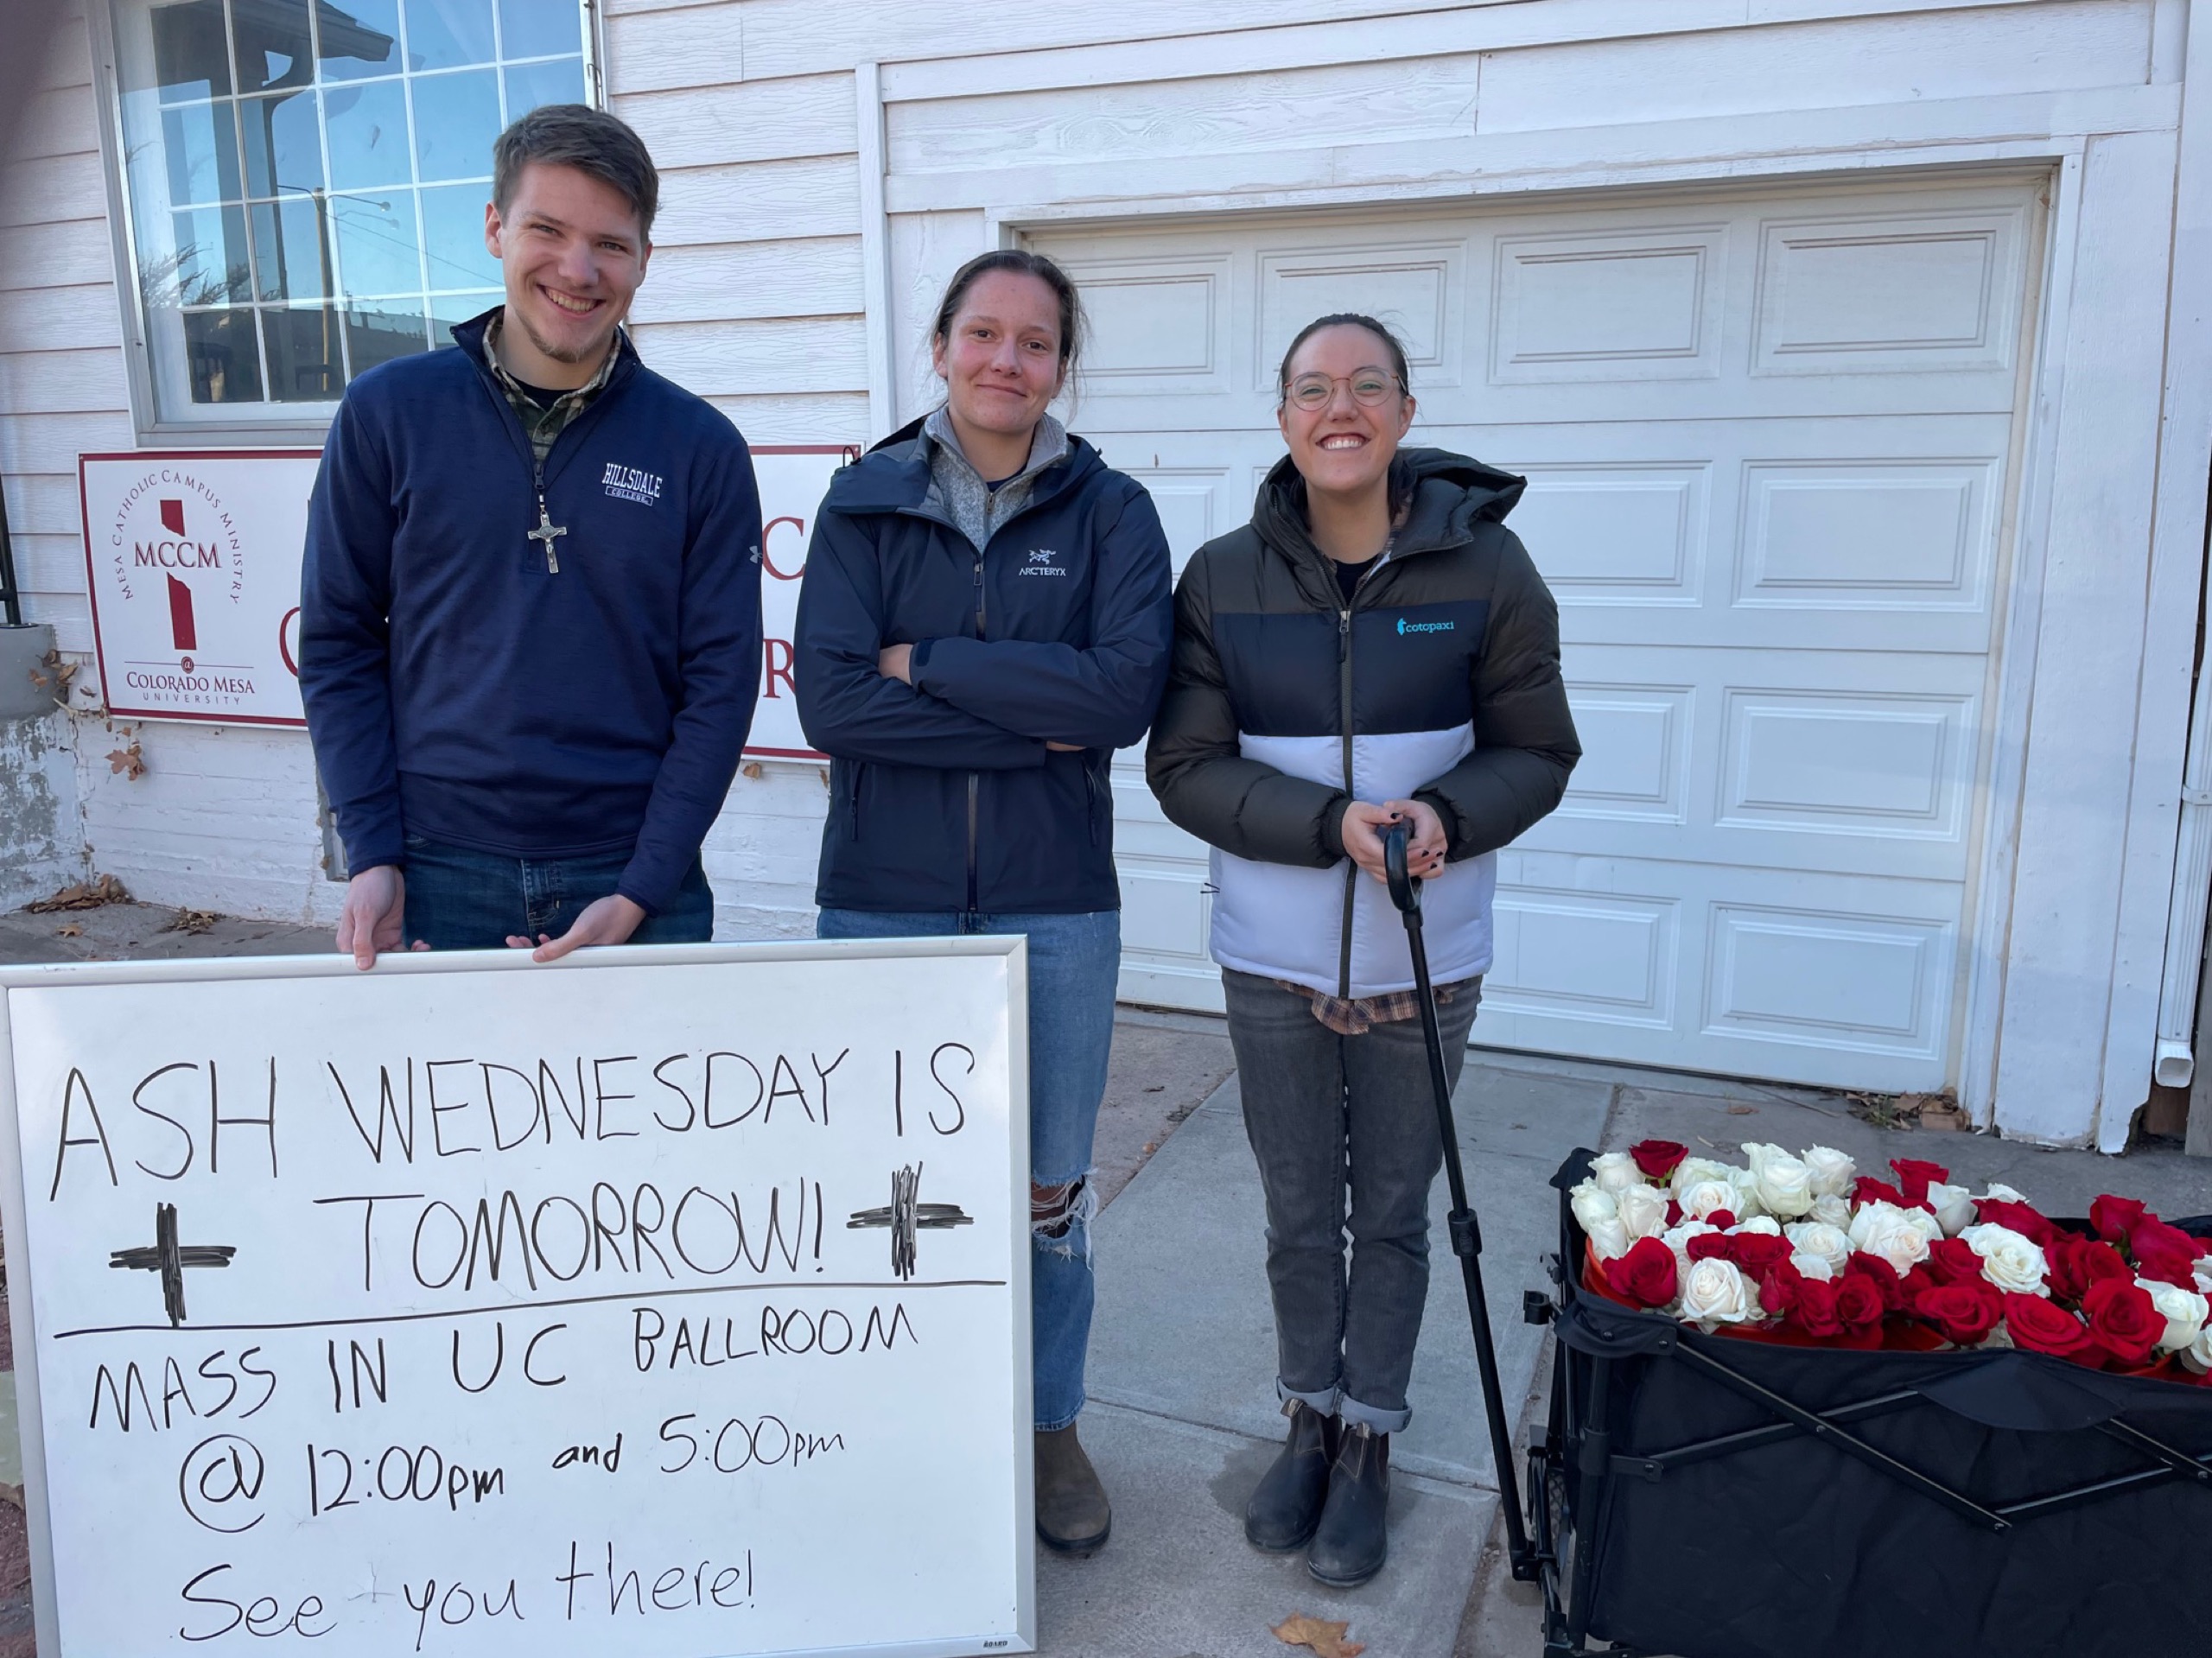 MESA CATHOLIC CAMPUS MINISTRY
MCCM
@
COLORADO MESA
UNIVERSITY
C
C
R
HILLSDALE
COLLEGE
ARC'TERYX
cotopaxi
ASH WEDNESDAY IS
TOMORROW!
MASS IN UC BALLROOM
@ 12:00pm and 5:00pm
See you there!